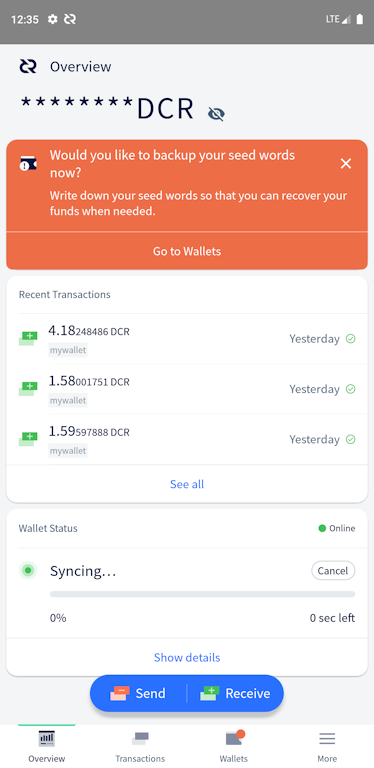 12:35 LTE
Overview
********DCR
Would you like to backup your seed words
now?
Write down your seed words so that you can recover your
funds when needed.
Go to Wallets
Recent Transactions
4.18248486 DCR
mywallet
Yesterday
1.58001751 DCR
mywallet
Yesterday
1.59597888 DCR
mywallet
Yesterday
See all
Wallet Status
Online
Syncing...
Cancel
0%
0 sec left
Show details
Send
Receive
Overview
Transactions
Wallets
More